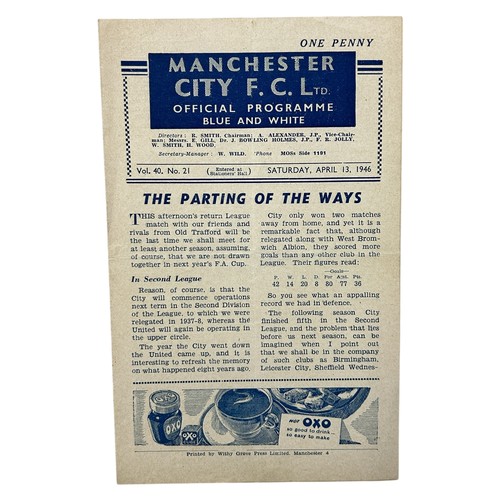 ONE PENNY
MANCHESTER
CITY F. C. LTD.
OFFICIAL PROGRAMME
BLUE AND WHITE
Directors: R. SMITH, Chairman: A. ALEXANDER, J.P., Vice-Chair-
man; Messrs. E. GILL, Dr. J. BOWLING HOLMES, J.P., F. R. JOLLY,
W. SMITH, H. WOOD.
Secretary-Manager: W. WILD. 'Phone MOSs Side 1191
Vol. 40. No. 21 (Entered at Stationers' Hall) SATURDAY, APRIL 13, 1946
THE PARTING OF THE WAYS
THIS afternoon's return League
match with our friends and
rivals from Old Trafford will
be the last time we shall meet for
at least another season, assuming,
of course, that we are not drawn
together in next year's F.A. Cup.
In Second League
Reason, of course, is that the
City will commence operations
next term in the Second Division
of the League, to which we were
relegated in 1937-8, whereas the
United will again be operating in
the upper circle.
The year the City went down
the United came up, and it is
interesting to refresh the memory
on what happened eight years ago.
City only won two matches
away from home, and yet it is a
remarkable fact that, although
relegated along with West Brom-
wich Albion, they scored more
goals than any other club in the
League. Their figures read:
—Goals—
P. W. L. D. For Agst. Pts.
42 14 20 8 80 77 36
So you see what an appalling
record we had in defence.
The following season City
finished fifth in the Second
League, and the problem that lies
before us next season, can be
imagined when I point out
that we shall be in the company
of such clubs as Birmingham,
Leicester City, Sheffield Wednes-
OXO
OXO
HOT OXO
so good to drink...
so easy to make
Printed by Withy Grove Press Limited, Manchester 4